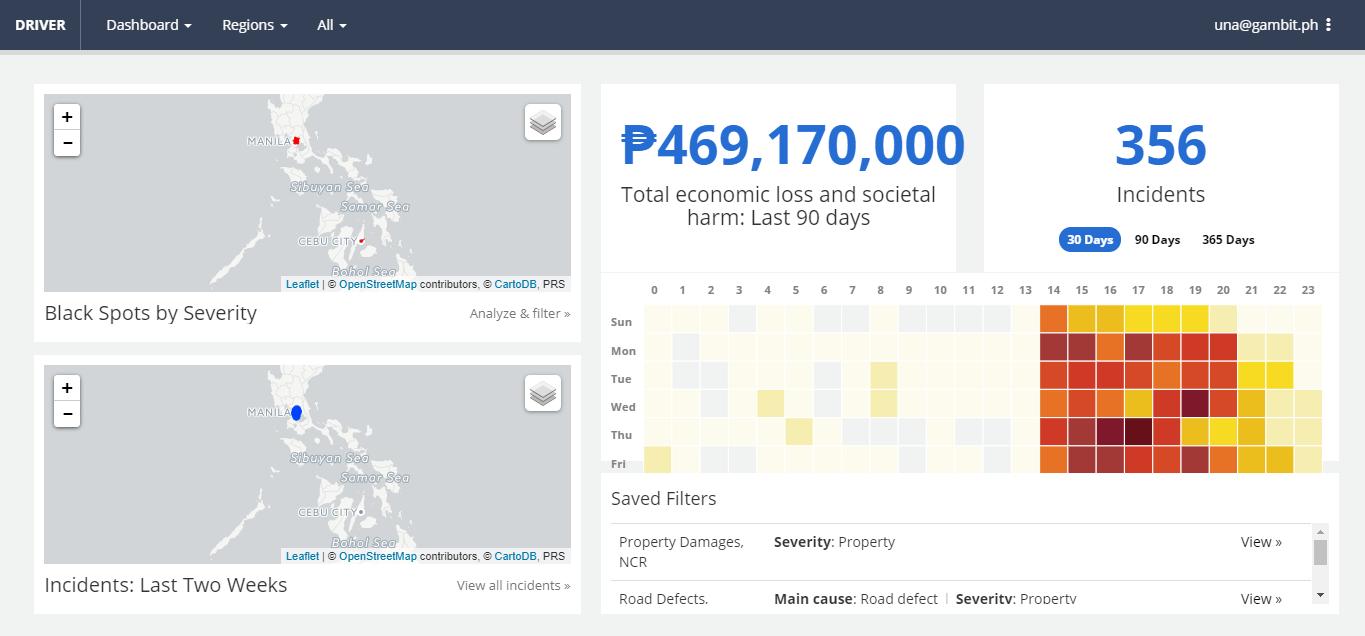 DRIVER
Dashboard
Regions
All
una@gambit.ph
+
−
MANILA
Sibuyan Sea
Samar Sea
CEBU CITY
Bohol Sea
Leaflet | © OpenStreetMap contributors, © CartoDB, PRS
Black Spots by Severity
Analyze & filter »
+
−
MANILA
Sibuyan Sea
Samar Sea
CEBU CITY
Bohol Sea
Leaflet | © OpenStreetMap contributors, © CartoDB, PRS
Incidents: Last Two Weeks
View all incidents »
₱469,170,000
Total economic loss and societal
harm: Last 90 days
356
Incidents
30 Days 90 Days 365 Days
0 1 2 3 4 5 6 7 8 9 10 11 12 13 14 15 16 17 18 19 20 21 22 23
Sun
Mon
Tue
Wed
Thu
Fri
Saved Filters
Property Damages,
NCR
Severity: Property
View »
Road Defects,
Main cause: Road defect | Severity: Property
View »